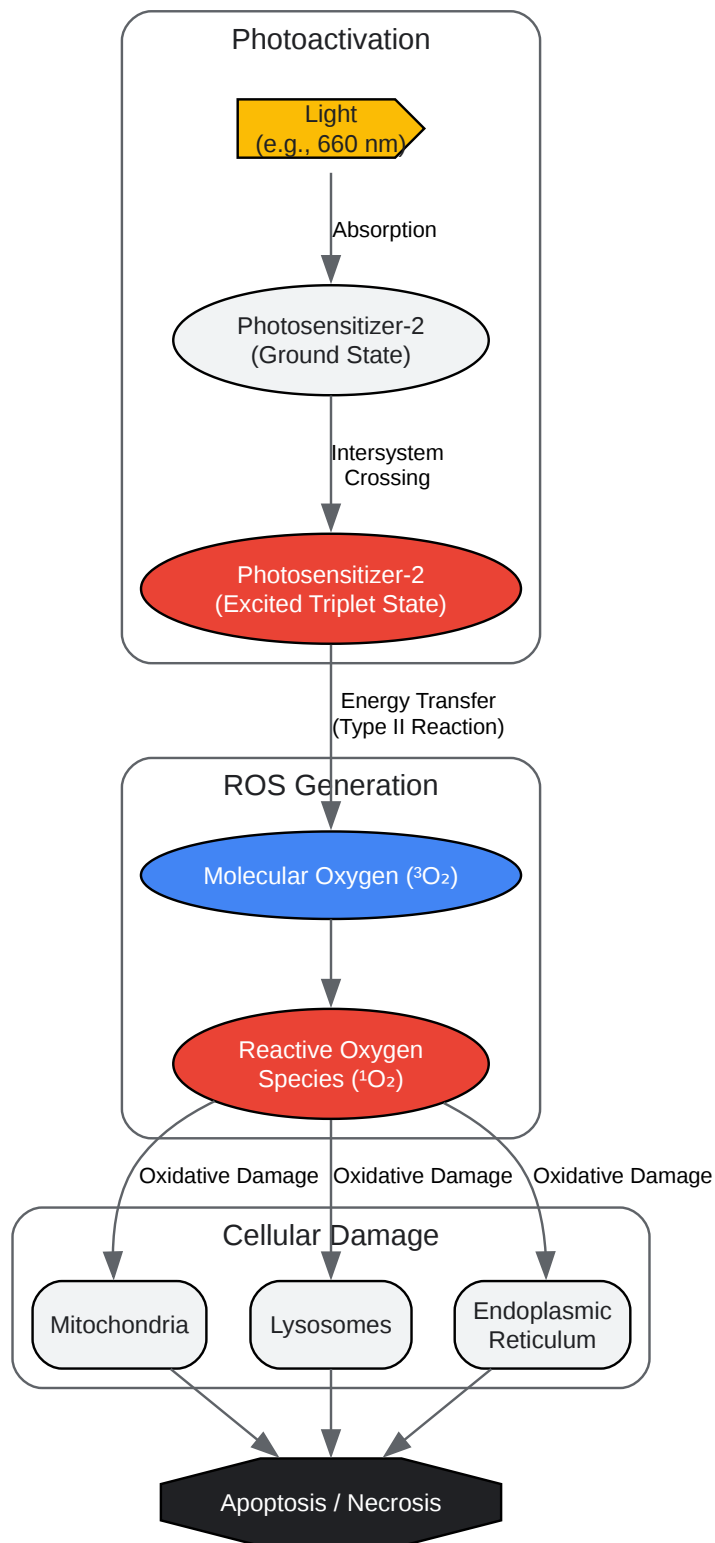 Photoactivation
Light
(e.g., 660 nm)
Absorption
Photosensitizer-2
(Ground State)
Intersystem
Crossing
Photosensitizer-2
(Excited Triplet State)
Energy Transfer
(Type II Reaction)
ROS Generation
Molecular Oxygen (³O₂)
Reactive Oxygen
Species (¹O₂)
Oxidative Damage
Oxidative Damage
Oxidative Damage
Cellular Damage
Mitochondria
Lysosomes
Endoplasmic
Reticulum
Apoptosis / Necrosis